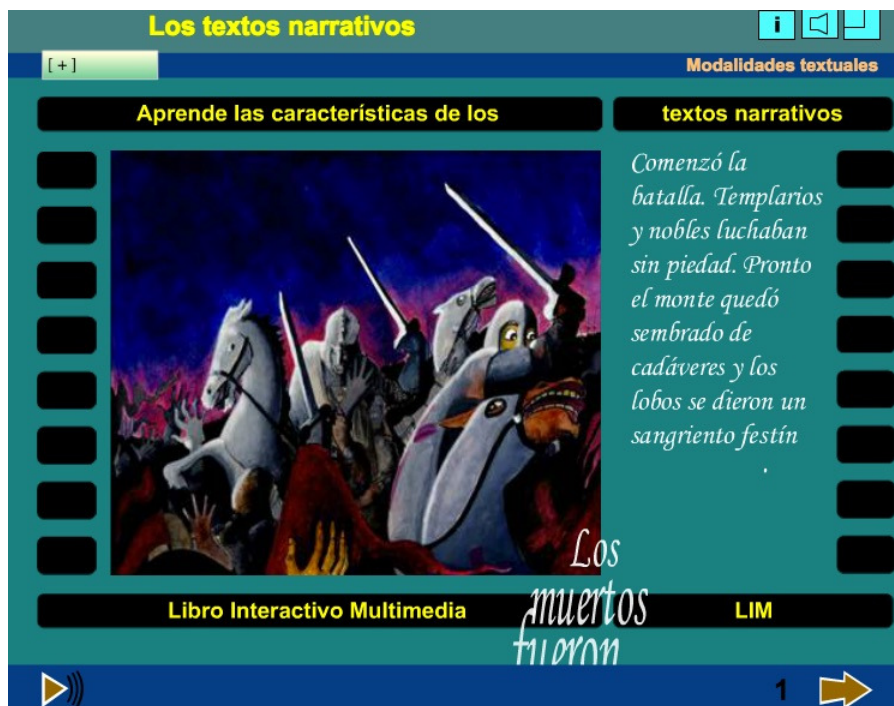 Los textos narrativos
i
[+]
Modalidades textuales
Aprende las características de los
textos narrativos
Comenzó la
batalla. Templarios
y nobles luchaban
sin piedad. Pronto
el monte quedó
sembrado de
cadáveres y los
lobos se dieron un
sangriento festín
.
Los
muertos
fueron
Libro Interactivo Multimedia
LIM
1